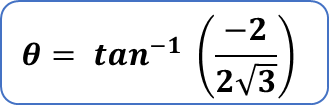 θ = tan⁻¹ (−2 / 2√3)